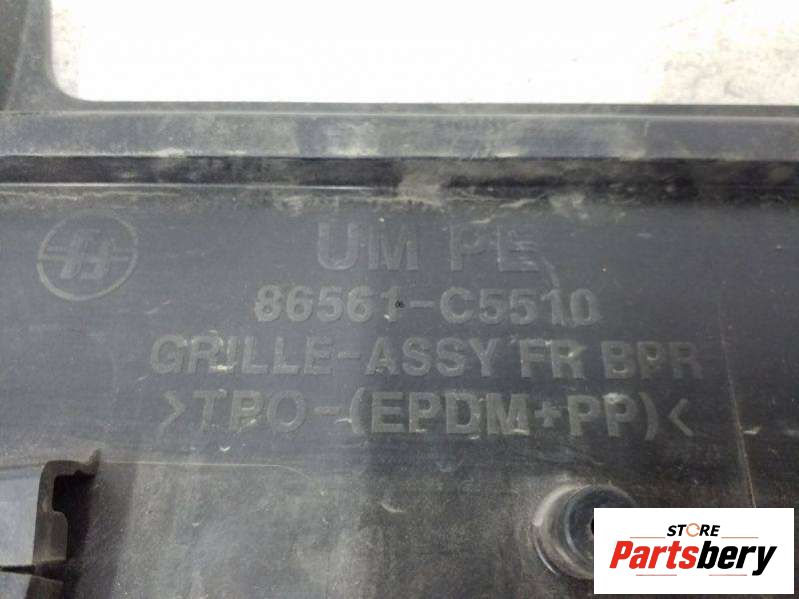 UM PE
86561-C5510
GRILLE-ASSY FR BPR
>TPO-(EPDM+PP)<
STORE
Partsbery